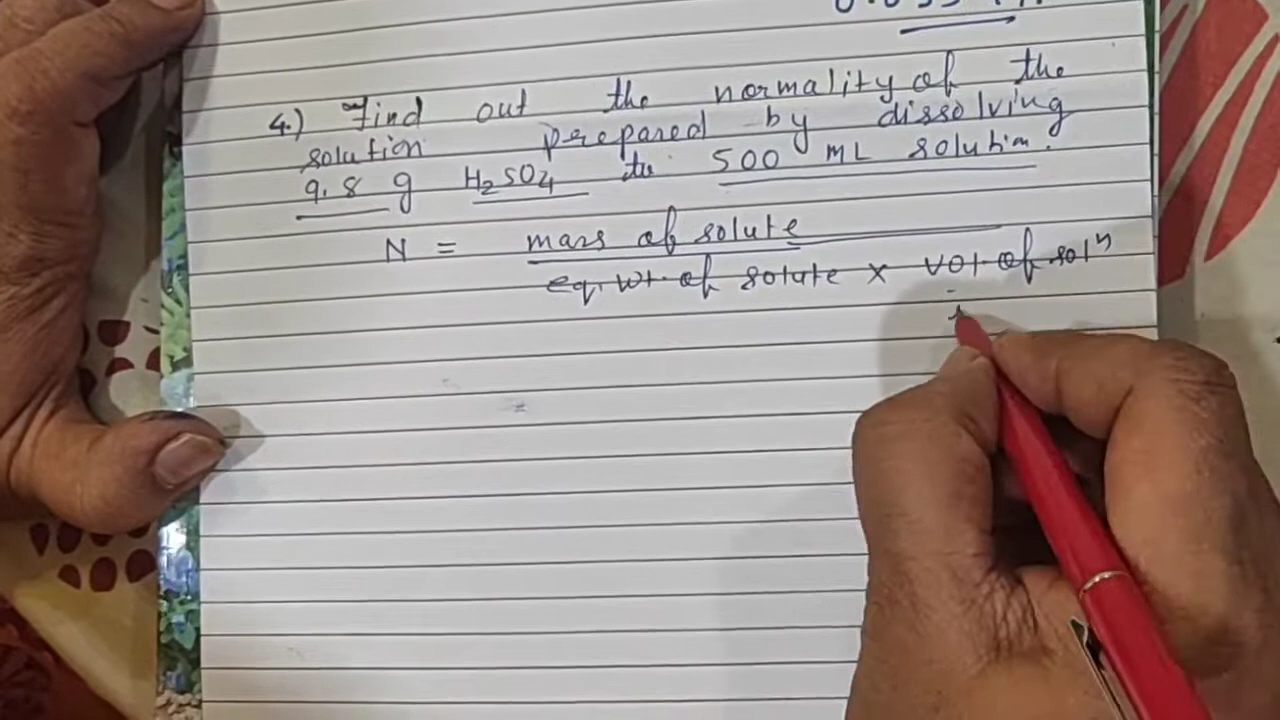 4.) Find out the normality of the
solution prepared by dissolving
9.8 g H₂SO₄ to 500 ML solution.
N = mass of solute
eq. wt. of solute × vol of solⁿ